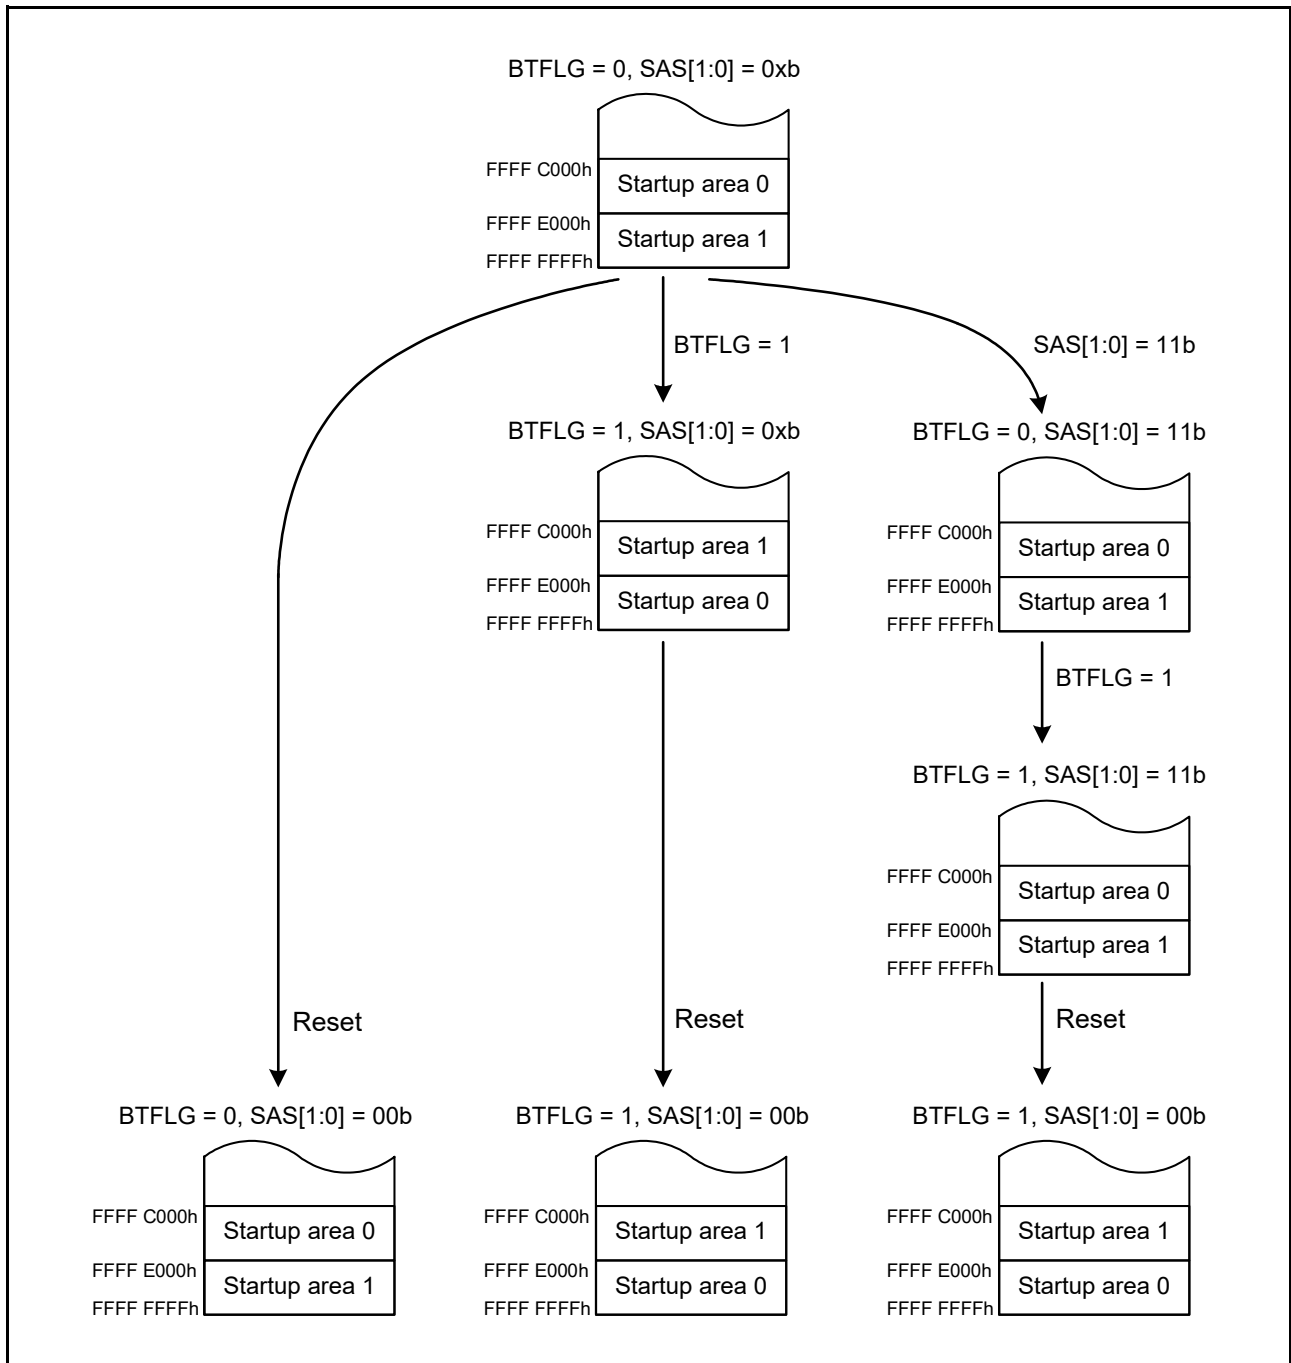 BTFLG = 0, SAS[1:0] = 0xb
FFFF C000h
Startup area 0
FFFF E000h
Startup area 1
FFFF FFFFh
BTFLG = 1
SAS[1:0] = 11b
BTFLG = 1, SAS[1:0] = 0xb
FFFF C000h
Startup area 1
FFFF E000h
Startup area 0
FFFF FFFFh
BTFLG = 0, SAS[1:0] = 11b
FFFF C000h
Startup area 0
FFFF E000h
Startup area 1
FFFF FFFFh
BTFLG = 1
BTFLG = 1, SAS[1:0] = 11b
FFFF C000h
Startup area 0
FFFF E000h
Startup area 1
FFFF FFFFh
Reset
Reset
Reset
BTFLG = 0, SAS[1:0] = 00b
FFFF C000h
Startup area 0
FFFF E000h
Startup area 1
FFFF FFFFh
BTFLG = 1, SAS[1:0] = 00b
FFFF C000h
Startup area 1
FFFF E000h
Startup area 0
FFFF FFFFh
BTFLG = 1, SAS[1:0] = 00b
FFFF C000h
Startup area 1
FFFF E000h
Startup area 0
FFFF FFFFh